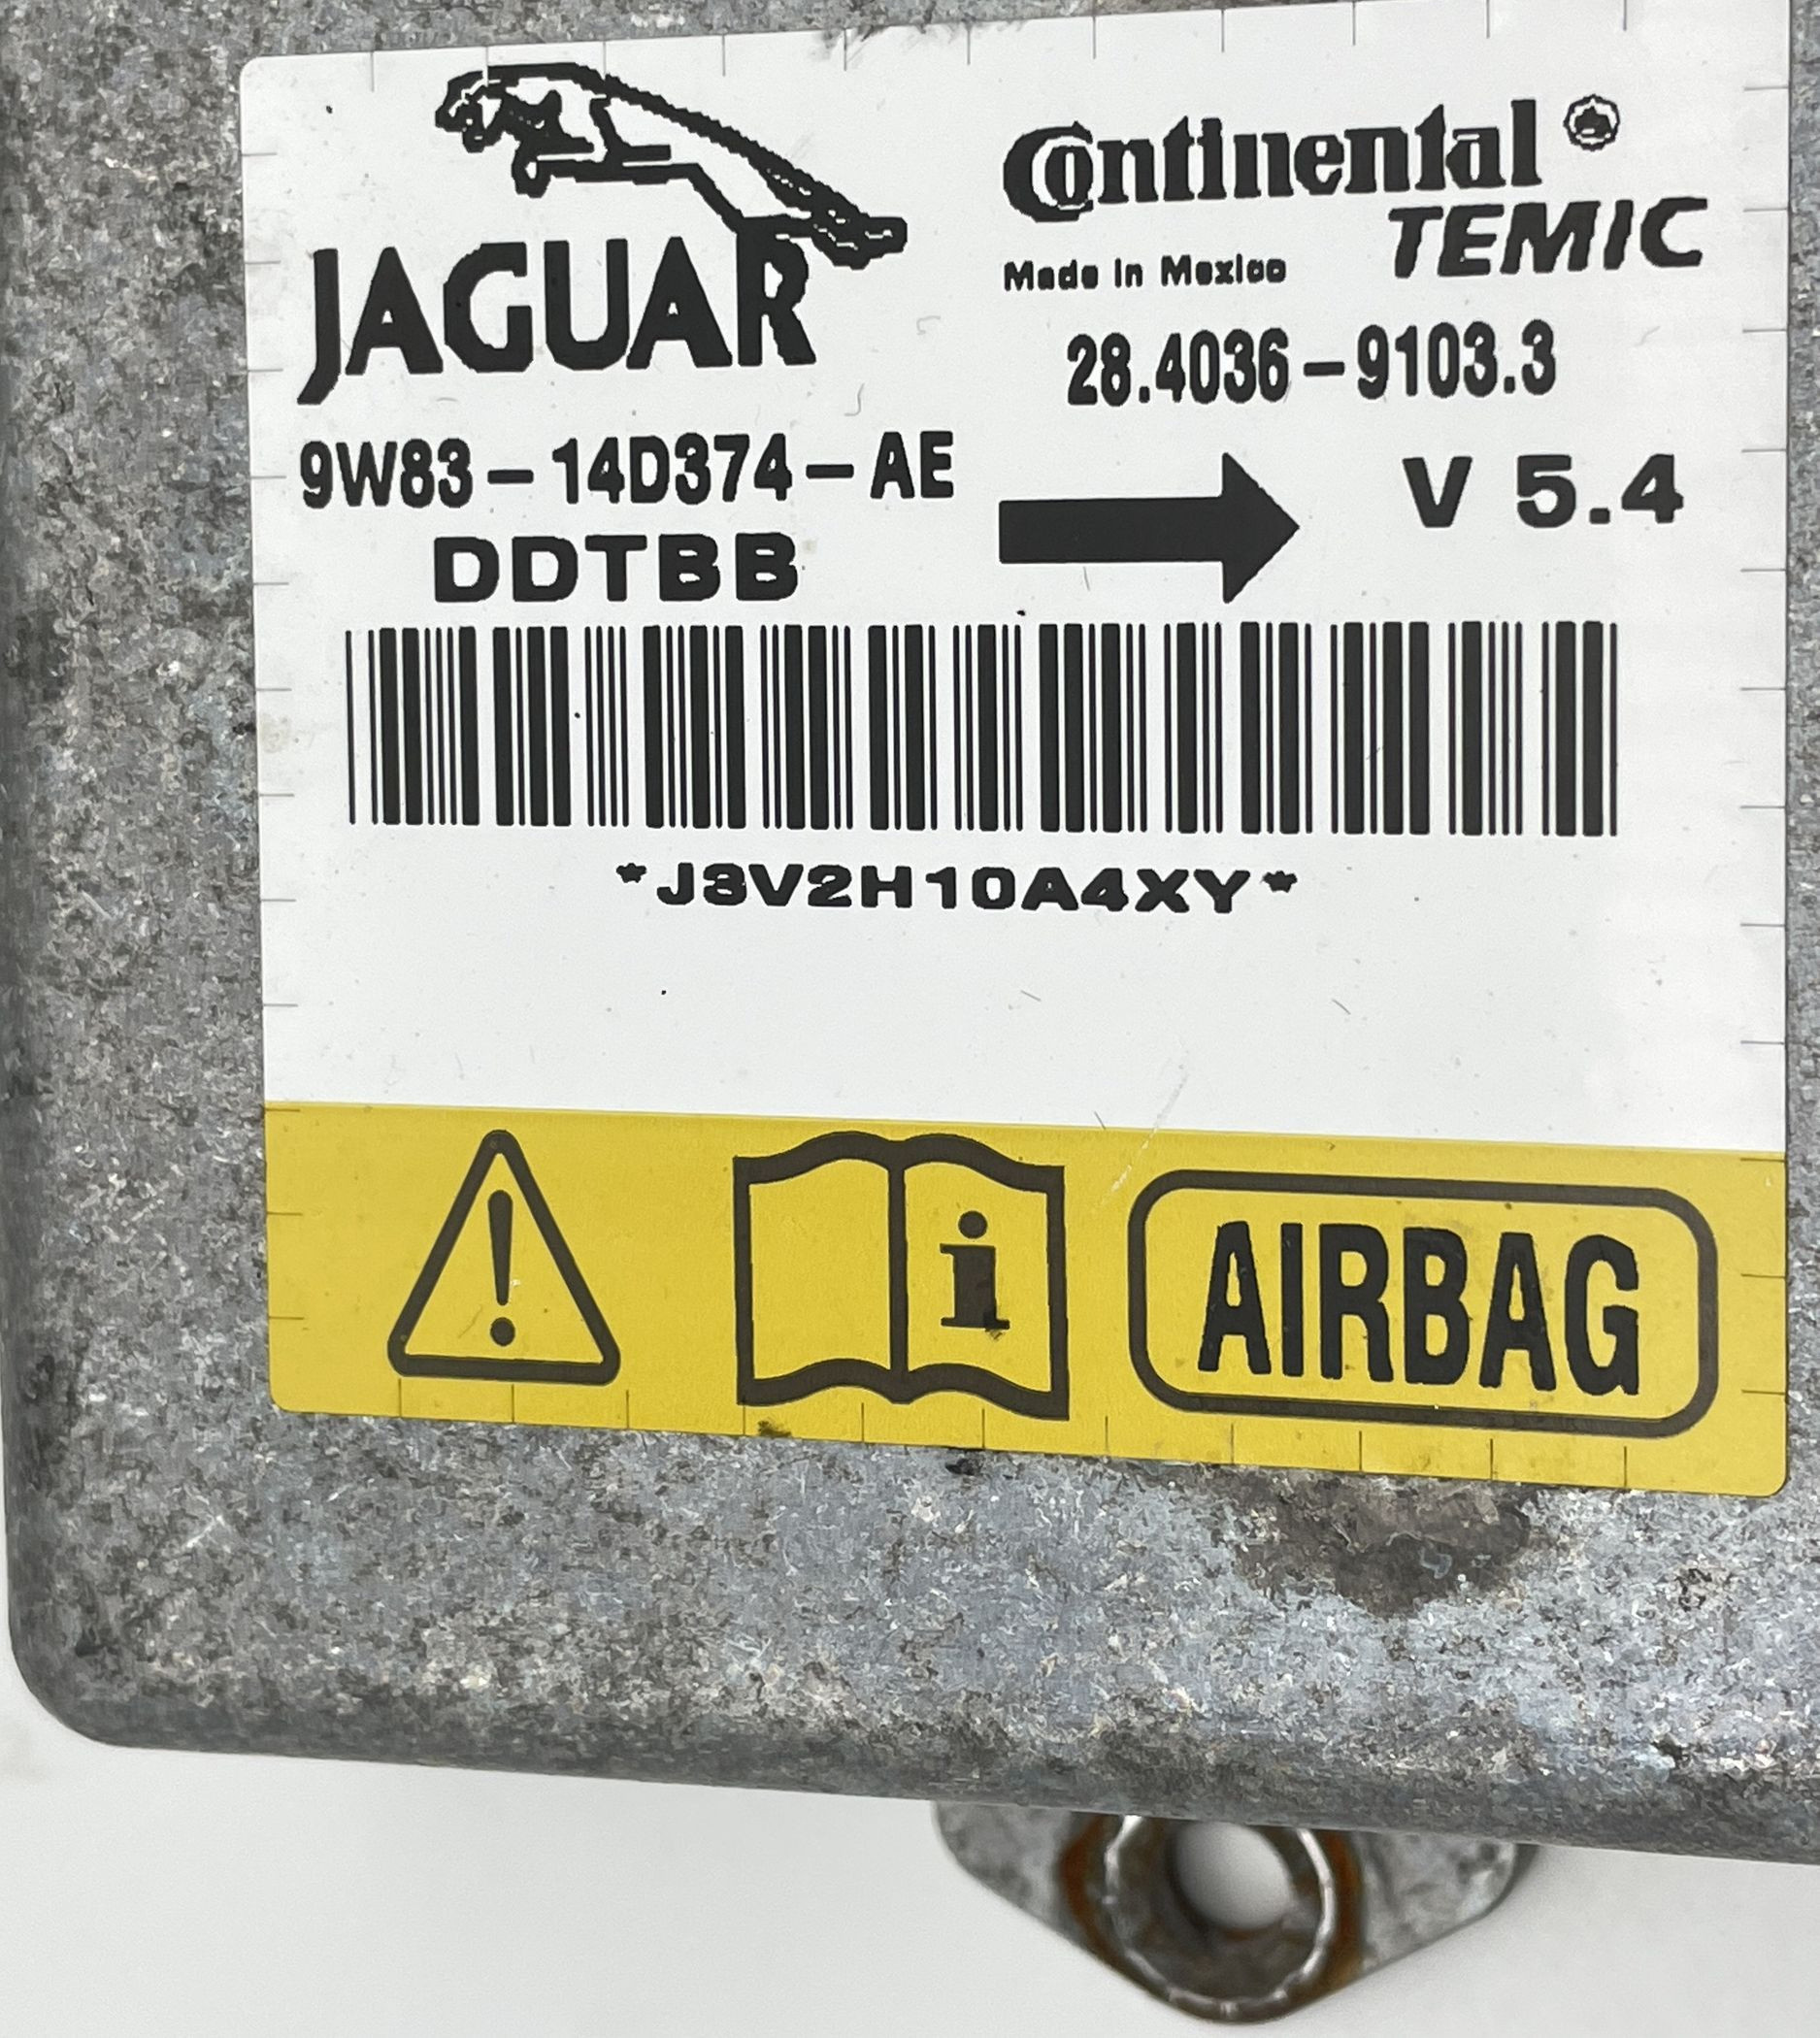 JAGUAR
Continental
TEMIC
Made in Mexico
28.4036-9103.3
9W83-14D374-AE
V 5.4
DDTBB
*J3V2H10A4XY*
i
AIRBAG